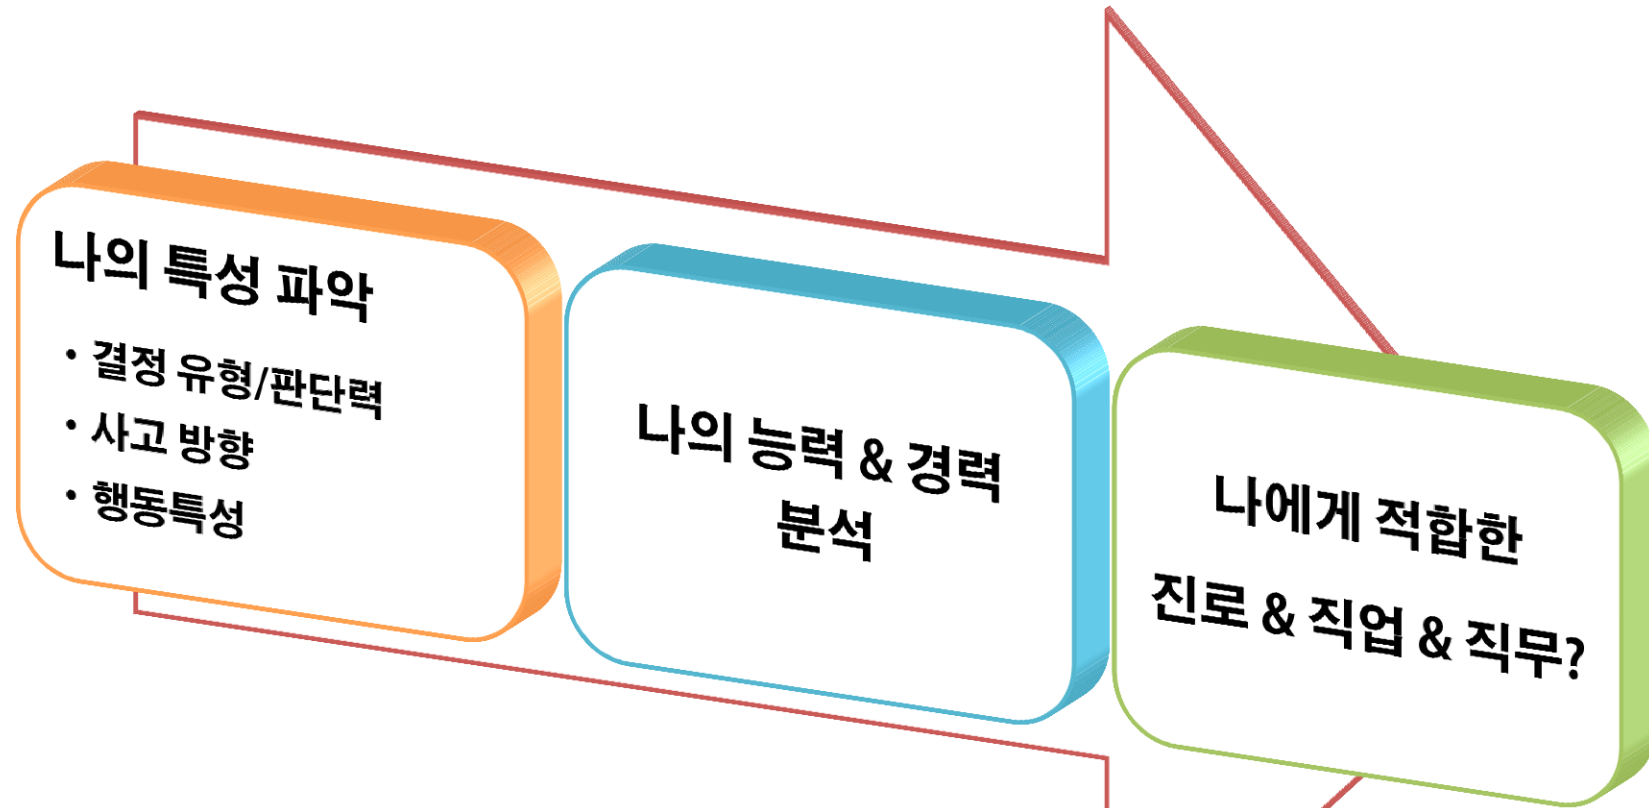 나의 특성 파악
• 결정 유형/판단력
• 사고 방향
• 행동특성
나의 능력 & 경력
분석
나에게 적합한
진로 & 직업 & 직무?